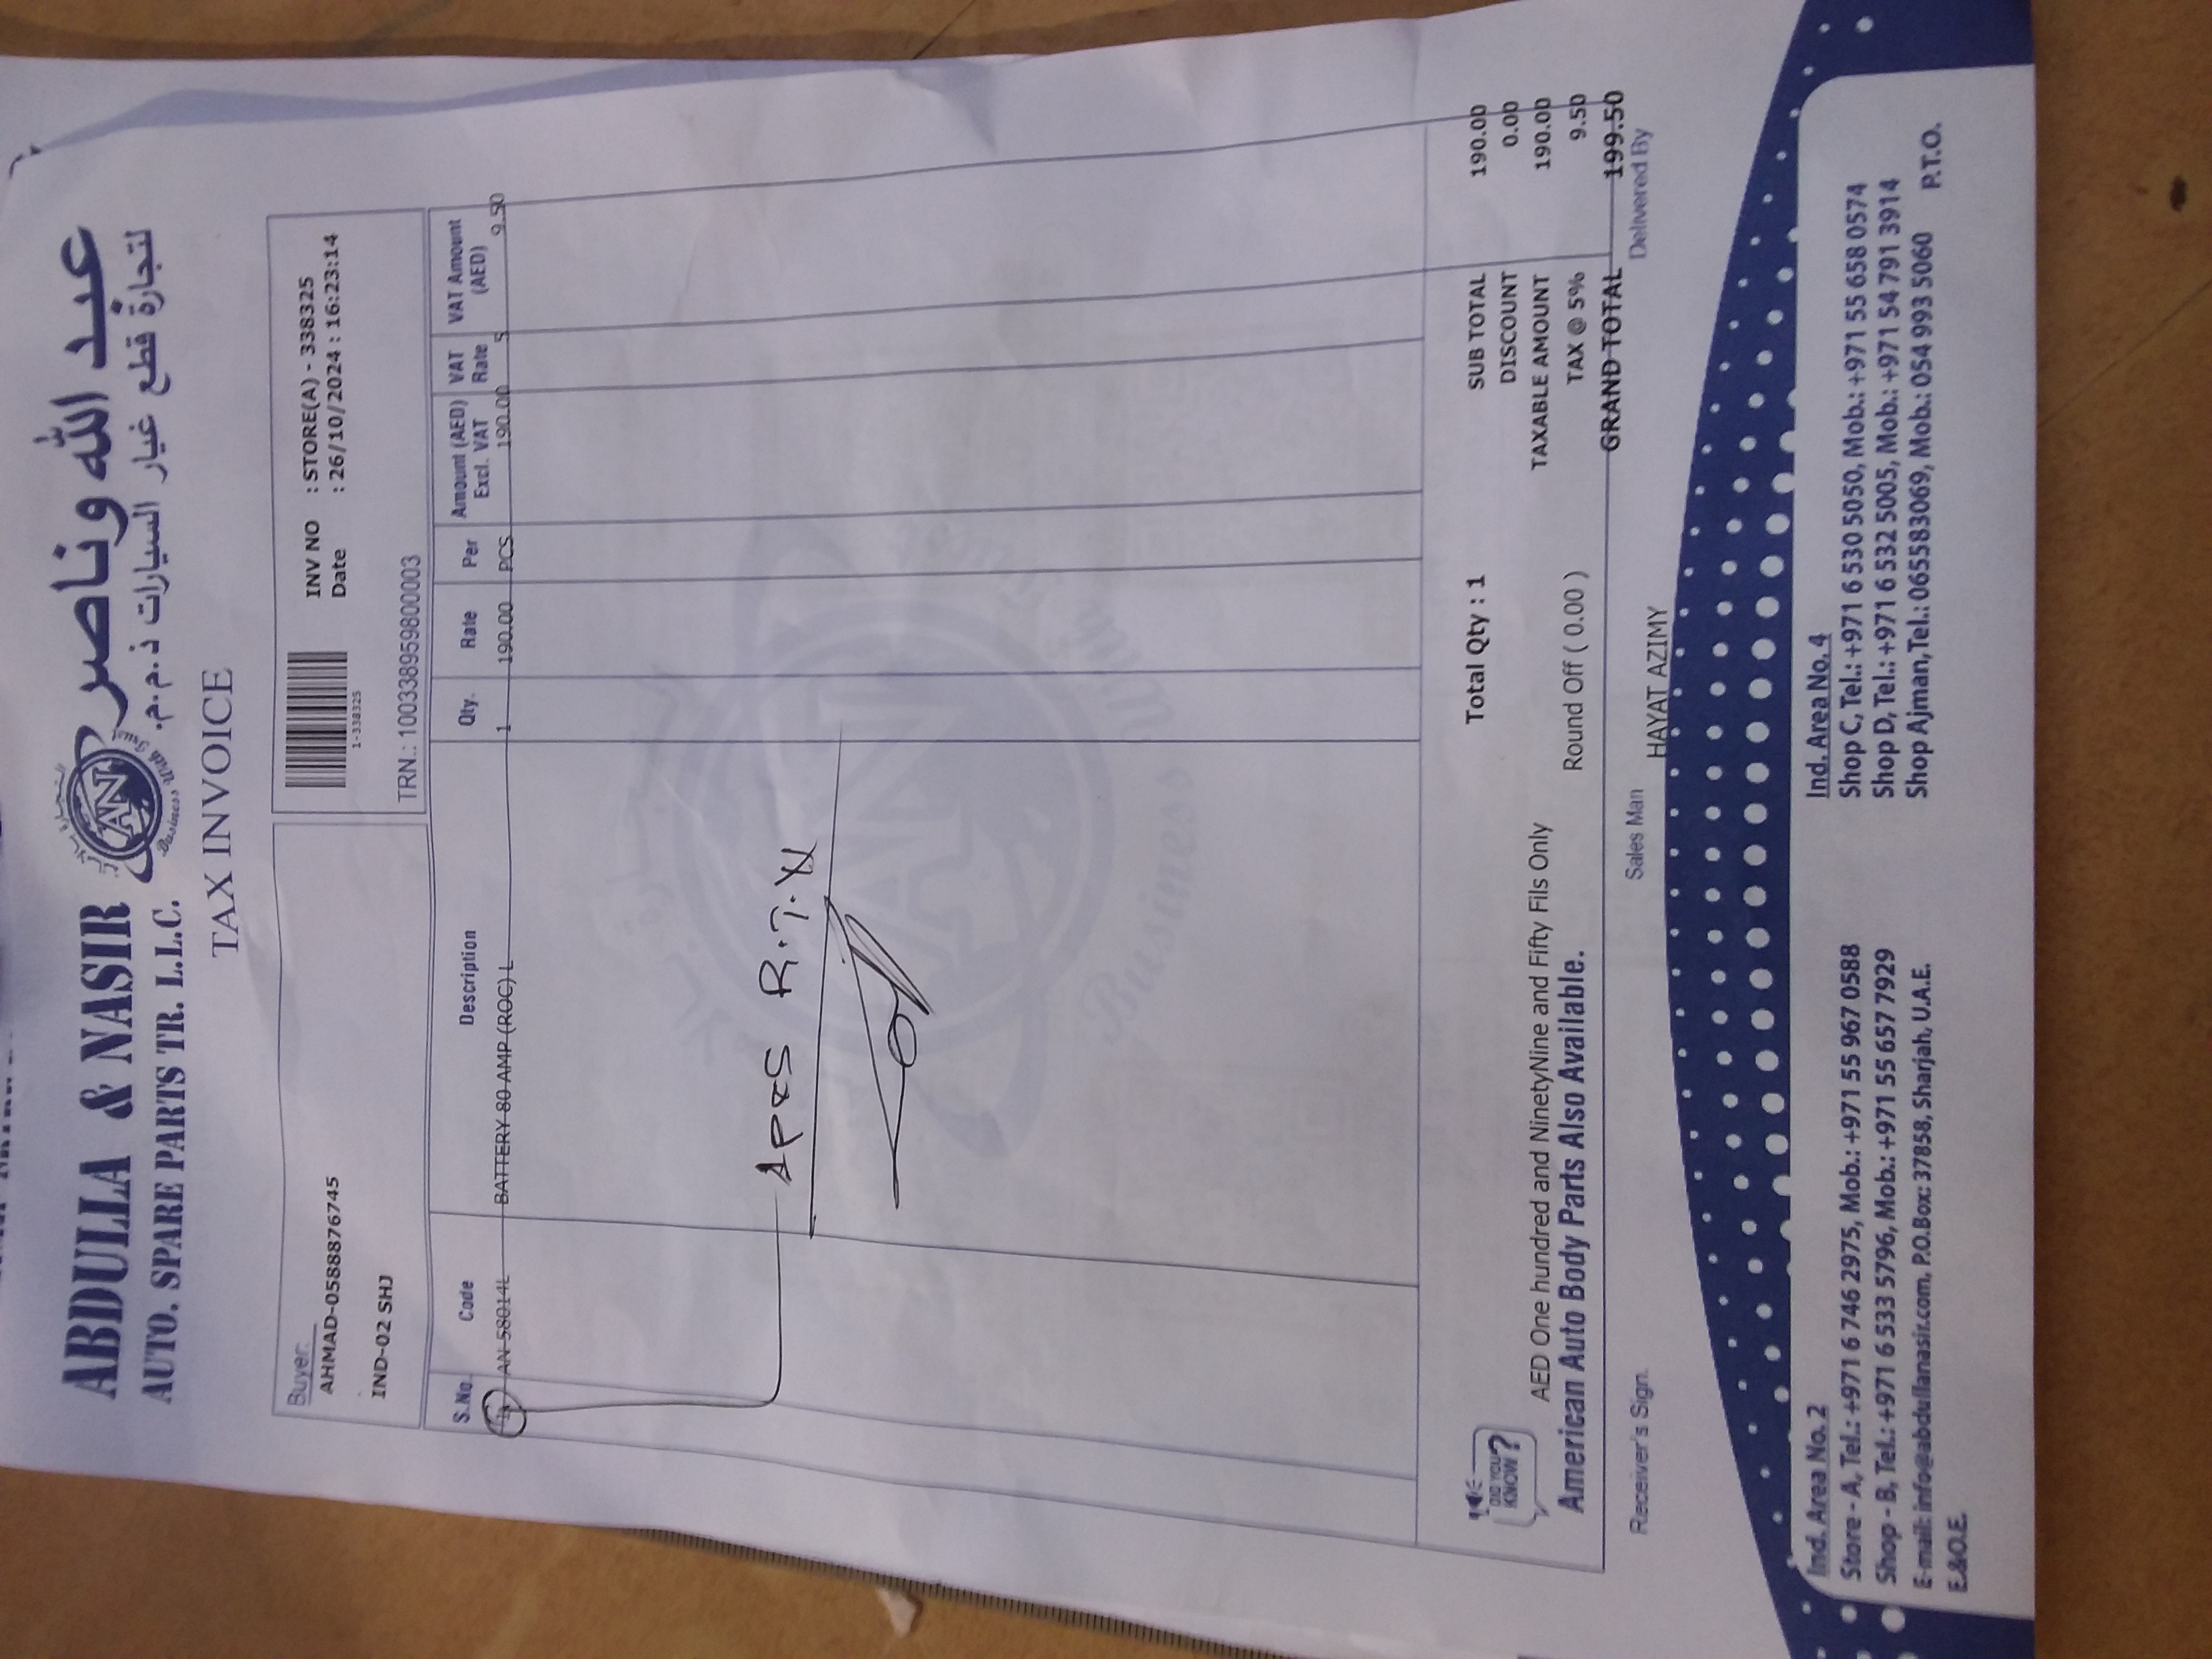 ABDULLA & NASIR
AUTO. SPARE PARTS TR. L.L.C.
عبد الله وناصر
لتجارة قطع غيار السيارات ذ.م.م.
AN
Business With
TAX INVOICE
Buyer:
AHMAD-0588876745
IND-02 SHJ
1-338325
INV NO : STORE(A) - 338325
Date : 26/10/2024 : 16:23:14
TRN.: 100338959800003
S.No. Code Description Qty. Rate Per Amount (AED) Excl. VAT VAT Rate VAT Amount (AED)
AN-58014L BATTERY 80 AMP (ROC) L 1 190.00 PCS 190.00 5 9.50
Business
Total Qty : 1
SUB TOTAL 190.00
DISCOUNT 0.00
TAXABLE AMOUNT 190.00
TAX @ 5% 9.50
GRAND TOTAL 199.50
DID YOU KNOW?
AED One hundred and NinetyNine and Fifty Fils Only
American Auto Body Parts Also Available.
Round Off ( 0.00 )
Receiver's Sign. Sales Man Delivered By
HAYAT AZIMY
Ind. Area No. 2
Store - A, Tel.: +971 6 746 2975, Mob.: +971 55 967 0588
Shop - B, Tel.: +971 6 533 5796, Mob.: +971 55 657 7929
E-mail: info@abdullanasir.com, P.O.Box: 37858, Sharjah, U.A.E.
E.&O.E.
Ind. Area No. 4
Shop C, Tel.: +971 6 530 5050, Mob.: +971 55 658 0574
Shop D, Tel.: +971 6 532 5005, Mob.: +971 54 791 3914
Shop Ajman, Tel.: 065583069, Mob.: 054 993 5060
P.T.O.